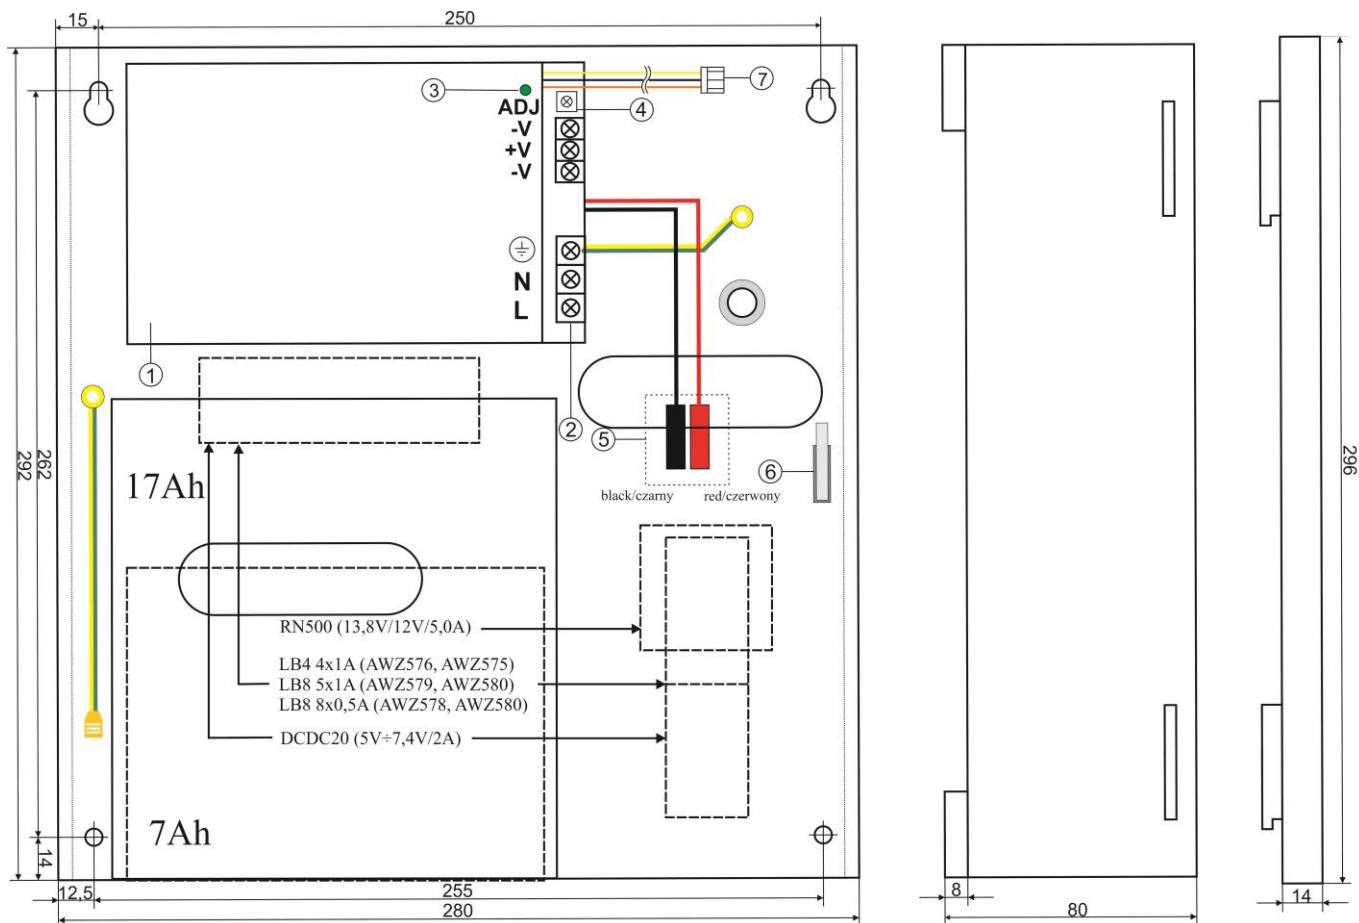 15
250
3
7
ADJ
4
-V
+V
-V
N
L
1
2
5
6
black/czarny
red/czerwony
292
262
296
17Ah
RN500 (13,8V/12V/5,0A)
LB4 4x1A (AWZ576, AWZ575)
LB8 5x1A (AWZ579, AWZ580)
LB8 8x0,5A (AWZ578, AWZ580)
DCDC20 (5V÷7,4V/2A)
7Ah
14
12,5
255
280
8
80
14